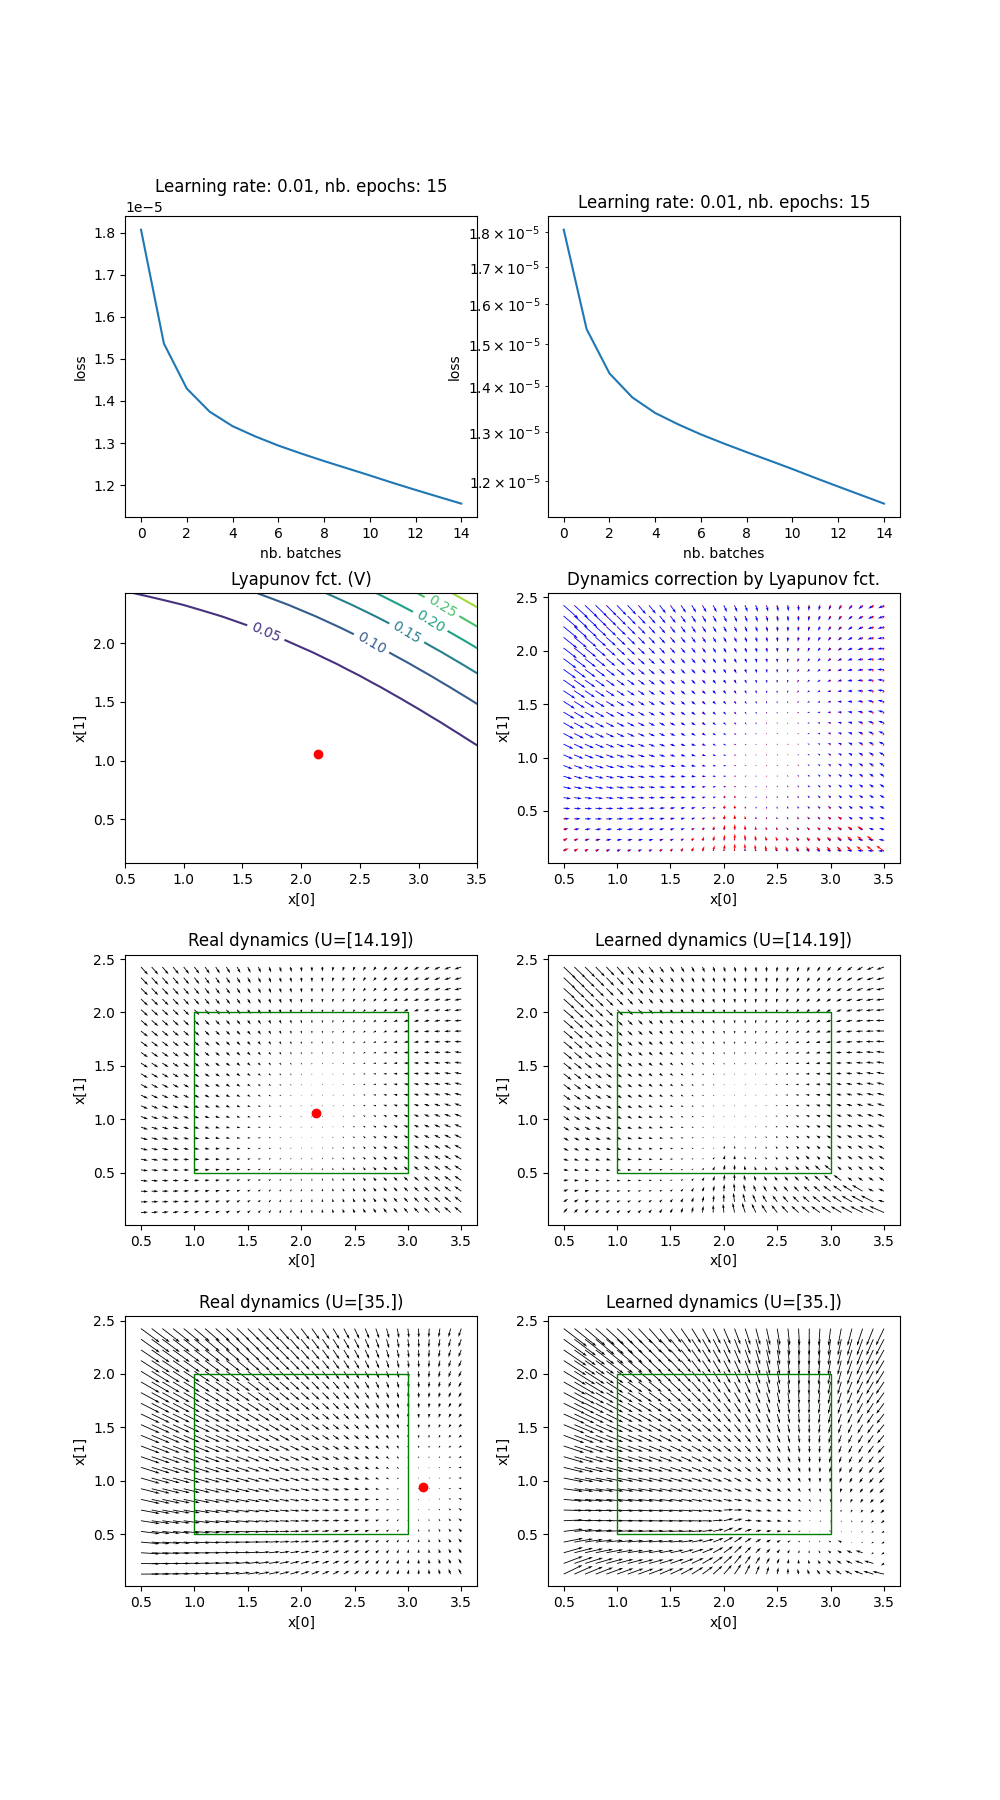 Learning rate: 0.01, nb. epochs: 15
1e−5
1.8
1.7
1.6
1.5
1.4
1.3
1.2
loss
0 2 4 6 8 10 12 14
nb. batches
Learning rate: 0.01, nb. epochs: 15
1.8 × 10⁻⁵
1.7 × 10⁻⁵
1.6 × 10⁻⁵
1.5 × 10⁻⁵
1.4 × 10⁻⁵
1.3 × 10⁻⁵
1.2 × 10⁻⁵
loss
0 2 4 6 8 10 12 14
nb. batches
Lyapunov fct. (V)
2.0
1.5
1.0
0.5
x[1]
0.05
0.10
0.15
0.20
0.25
0.5 1.0 1.5 2.0 2.5 3.0 3.5
x[0]
Dynamics correction by Lyapunov fct.
2.5
2.0
1.5
1.0
0.5
x[1]
0.5 1.0 1.5 2.0 2.5 3.0 3.5
x[0]
Real dynamics (U=[14.19])
2.5
2.0
1.5
1.0
0.5
x[1]
0.5 1.0 1.5 2.0 2.5 3.0 3.5
x[0]
Learned dynamics (U=[14.19])
2.5
2.0
1.5
1.0
0.5
x[1]
0.5 1.0 1.5 2.0 2.5 3.0 3.5
x[0]
Real dynamics (U=[35.])
2.5
2.0
1.5
1.0
0.5
x[1]
0.5 1.0 1.5 2.0 2.5 3.0 3.5
x[0]
Learned dynamics (U=[35.])
2.5
2.0
1.5
1.0
0.5
x[1]
0.5 1.0 1.5 2.0 2.5 3.0 3.5
x[0]